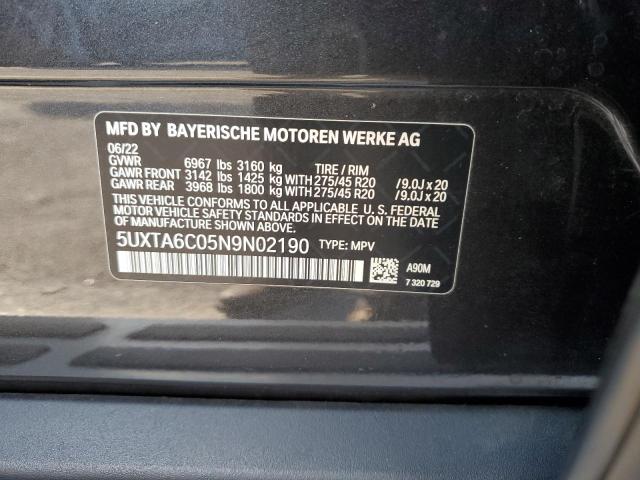 MFD BY BAYERISCHE MOTOREN WERKE AG
06/22
GVWR 6967 lbs 3160 kg TIRE / RIM
GAWR FRONT 3142 lbs 1425 kg WITH 275/45 R20 /9.0J x 20
GAWR REAR 3968 lbs 1800 kg WITH 275/45 R20 /9.0J x 20
THIS VEHICLE CONFORMS TO ALL APPLICABLE U. S. FEDERAL
MOTOR VEHICLE SAFETY STANDARDS IN EFFECT ON THE DATE
OF MANUFACTURE SHOWN ABOVE.
5UXTA6C05N9N02190 TYPE: MPV
A90M
7 320 729